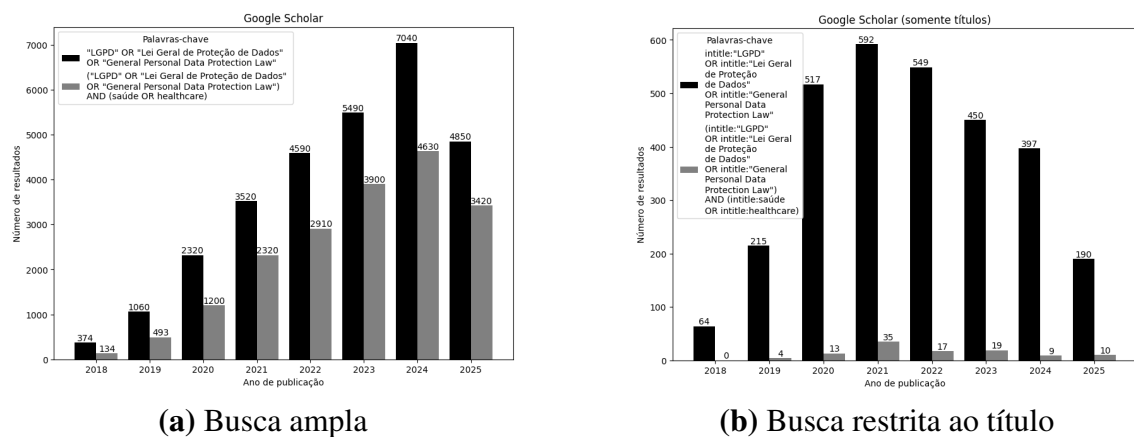 Google Scholar
Palavras-chave
"LGPD" OR "Lei Geral de Proteção de Dados"
OR "General Personal Data Protection Law"
("LGPD" OR "Lei Geral de Proteção de Dados"
OR "General Personal Data Protection Law")
AND (saúde OR healthcare)
Número de resultados
7000
6000
5000
4000
3000
2000
1000
0
374
134
1060
493
2320
1200
3520
2320
4590
2910
5490
3900
7040
4630
4850
3420
2018
2019
2020
2021
2022
2023
2024
2025
Ano de publicação
(a) Busca ampla
Google Scholar (somente títulos)
Palavras-chave
intitle:"LGPD"
OR intitle:"Lei Geral
de Proteção
de Dados"
OR intitle:"General
Personal Data
Protection Law"
(intitle:"LGPD"
OR intitle:"Lei Geral
de Proteção
de Dados"
OR intitle:"General
Personal Data
Protection Law")
AND (intitle:saúde
OR intitle:healthcare)
Número de resultados
600
500
400
300
200
100
0
64
0
215
4
517
13
592
35
549
17
450
19
397
9
190
10
2018
2019
2020
2021
2022
2023
2024
2025
Ano de publicação
(b) Busca restrita ao título